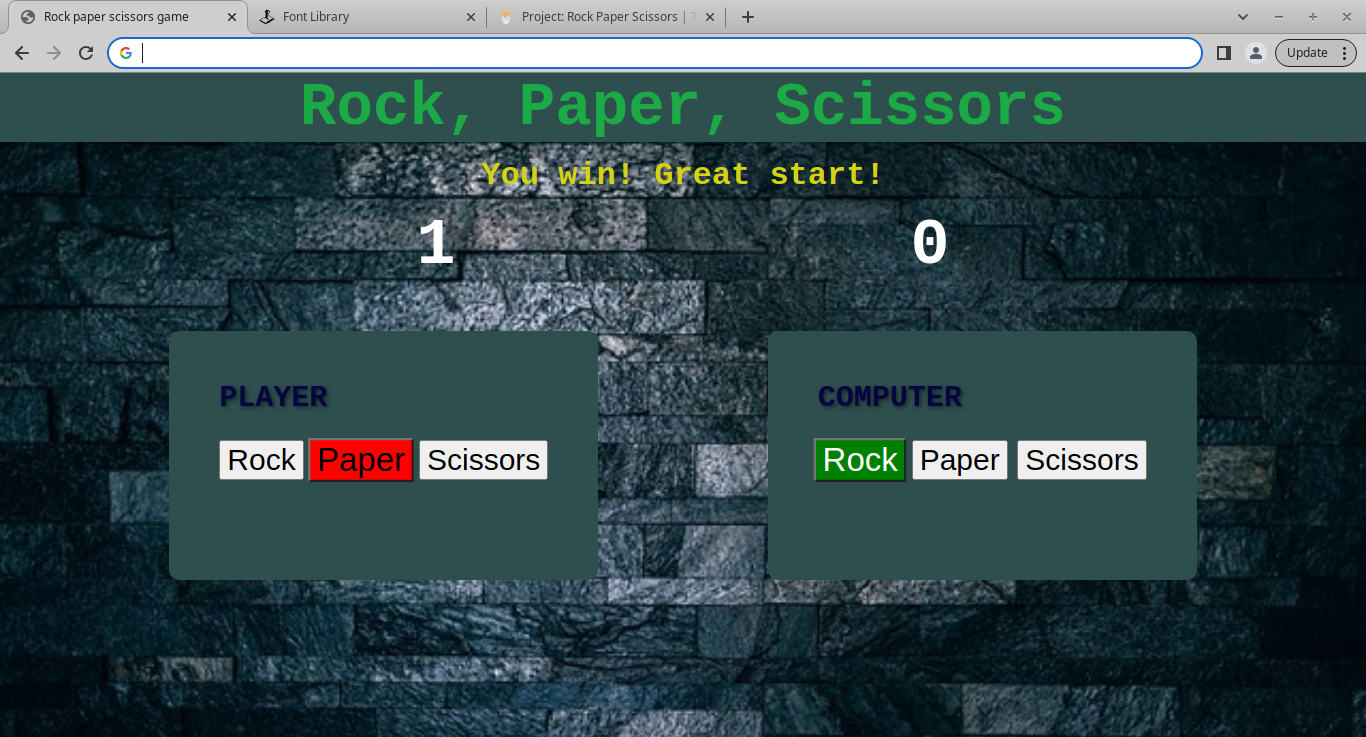 Rock paper scissors game
Font Library
Project: Rock Paper Scissors |
Update
Rock, Paper, Scissors
You win! Great start!
1 0
PLAYER COMPUTER
Rock Paper Scissors Rock Paper Scissors